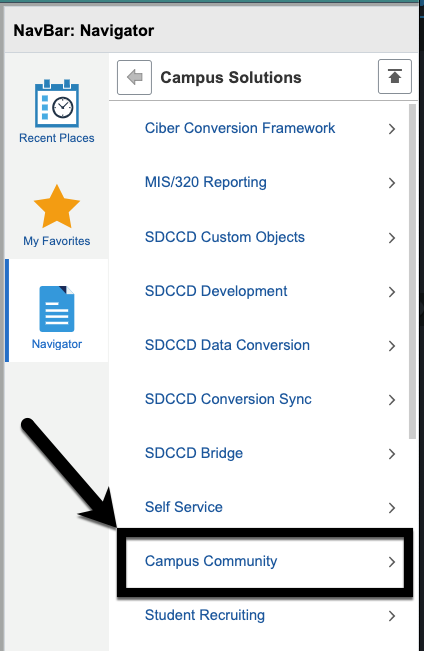 NavBar: Navigator
Recent Places
My Favorites
Navigator
Campus Solutions
Ciber Conversion Framework
MIS/320 Reporting
SDCCD Custom Objects
SDCCD Development
SDCCD Data Conversion
SDCCD Conversion Sync
SDCCD Bridge
Self Service
Campus Community
Student Recruiting